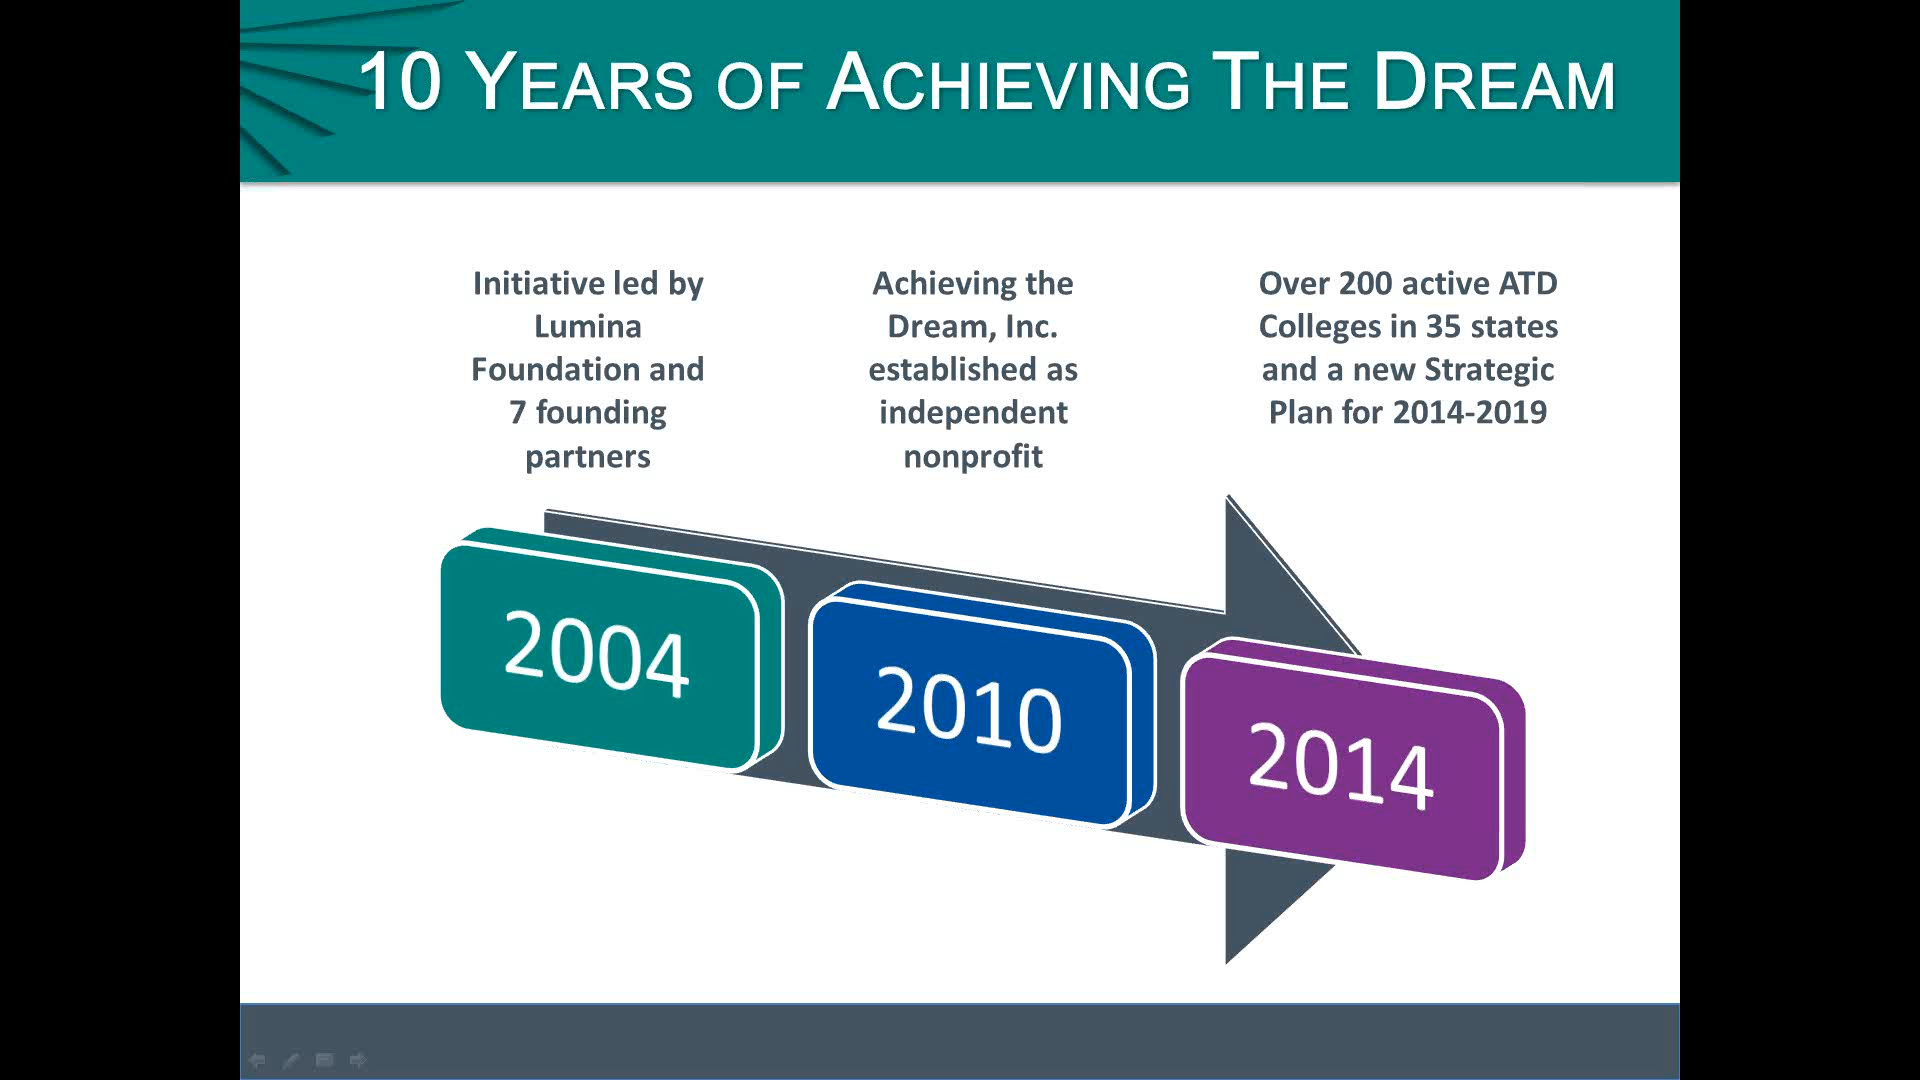 10 YEARS OF ACHIEVING THE DREAM
Initiative led by
Lumina
Foundation and
7 founding
partners
Achieving the
Dream, Inc.
established as
independent
nonprofit
Over 200 active ATD
Colleges in 35 states
and a new Strategic
Plan for 2014-2019
2004
2010
2014